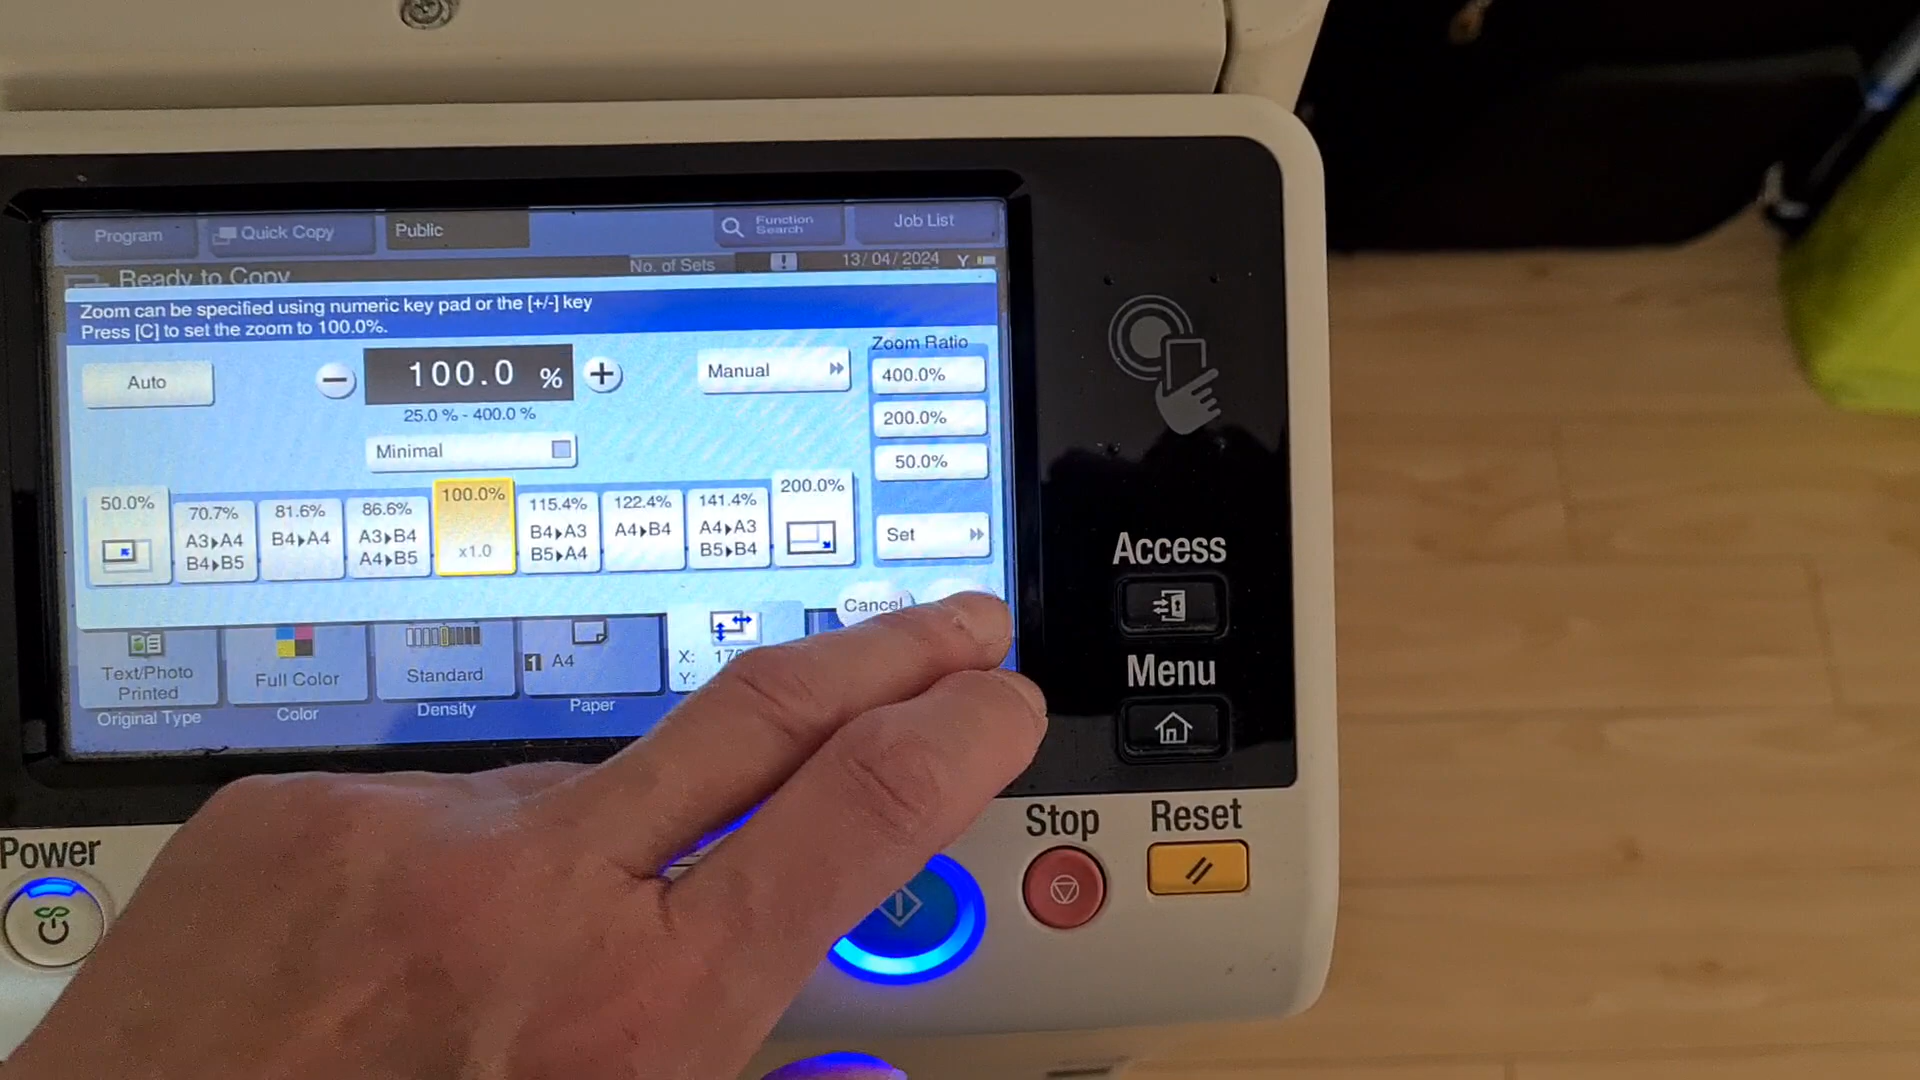 Program
Quick Copy
Public
Function Search
Job List
Ready to Copy
No. of Sets
!
13/04/2024
Y
Zoom can be specified using numeric key pad or the [+/-] key
Press [C] to set the zoom to 100.0%.
Auto
−
100.0 %
+
Manual
Zoom Ratio
400.0%
25.0 % - 400.0 %
200.0%
Minimal
50.0%
50.0%
70.7%
A3▸A4
B4▸B5
81.6%
B4▸A4
86.6%
A3▸B4
A4▸B5
100.0%
x1.0
115.4%
B4▸A3
B5▸A4
122.4%
A4▸B4
141.4%
A4▸A3
B5▸B4
200.0%
Set
Cancel
Text/Photo
Printed
Original Type
Full Color
Color
Standard
Density
1 A4
Paper
X:
Y:
Access
Menu
Power
Stop
Reset